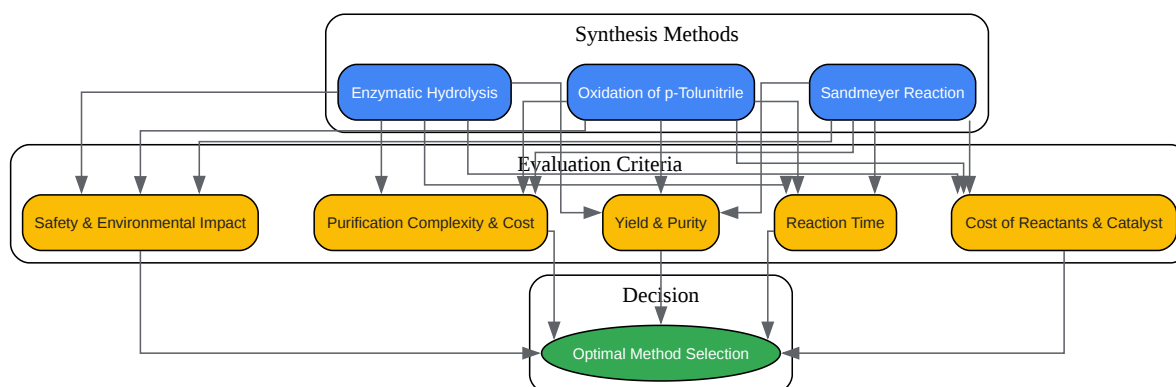 Synthesis Methods
Enzymatic Hydrolysis
Oxidation of p-Tolunitrile
Sandmeyer Reaction
Evaluation Criteria
Safety & Environmental Impact
Purification Complexity & Cost
Yield & Purity
Reaction Time
Cost of Reactants & Catalyst
Decision
Optimal Method Selection